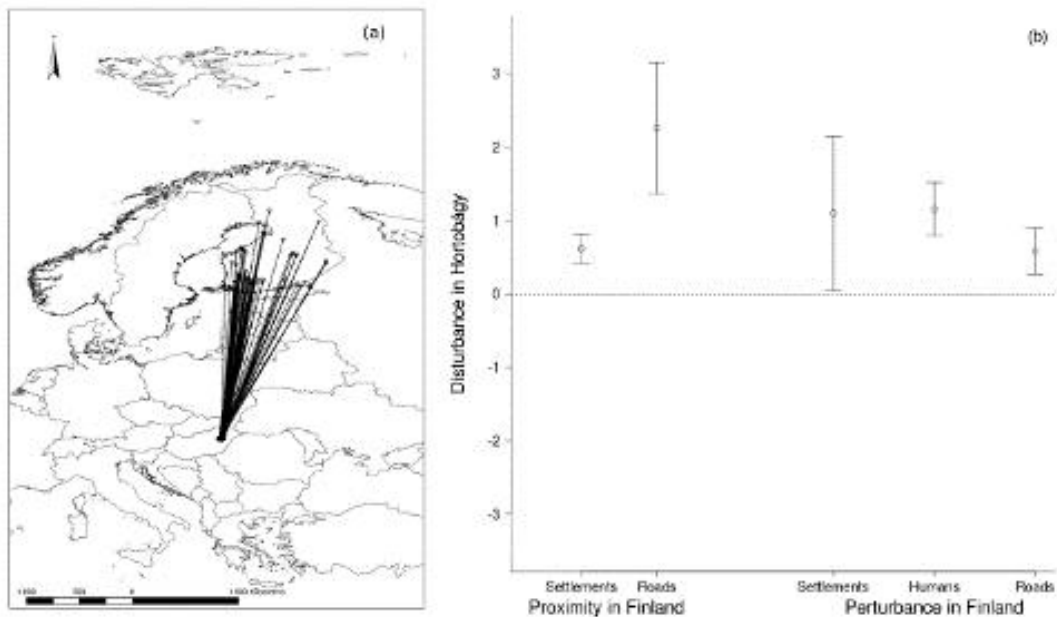 (a)
(b)
3
2
1
0
-1
-2
-3
Disturbance in Hortobágy
Settlements Roads Settlements Humans Roads
Proximity in Finland Perturbance in Finland